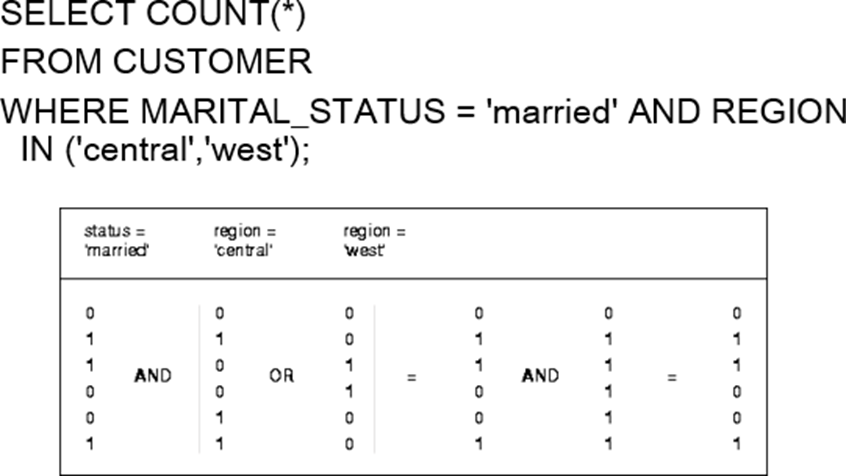 SELECT COUNT(*)
FROM CUSTOMER
WHERE MARITAL_STATUS = 'married' AND REGION
IN ('central','west');
status = region = region =
'married' 'central' 'west'
0 0 0 0 0 0
1 1 0 1 1 1
1 0 1 1 1 1
AND OR = AND =
0 0 1 0 1 0
0 1 0 0 1 0
1 1 0 1 1 1